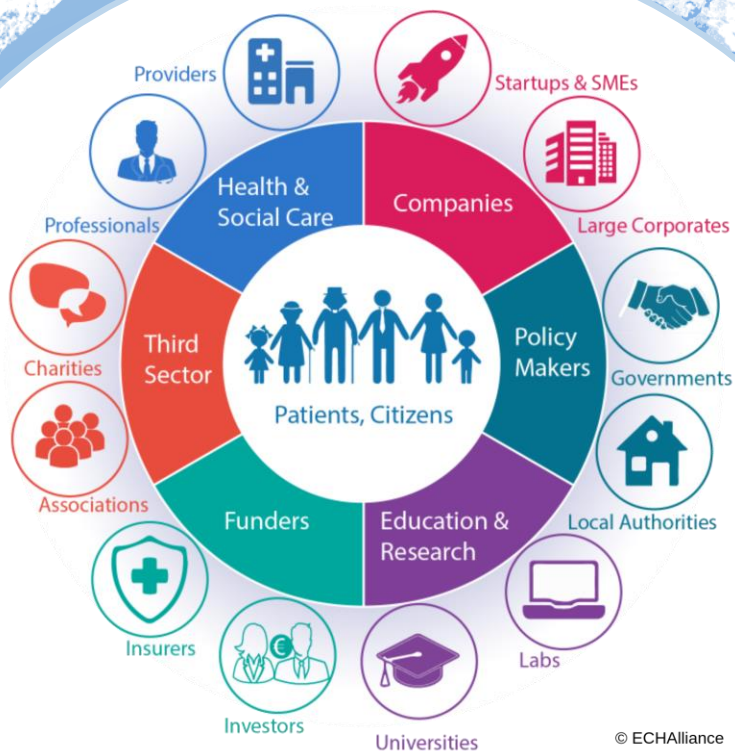 Providers
Startups & SMEs
Professionals
Health &
Social Care
Companies
Large Corporates
Charities
Third
Sector
Patients, Citizens
Policy
Makers
Governments
Associations
Funders
Education &
Research
Local Authorities
Insurers
Labs
€
Investors
Universities
© ECHAlliance